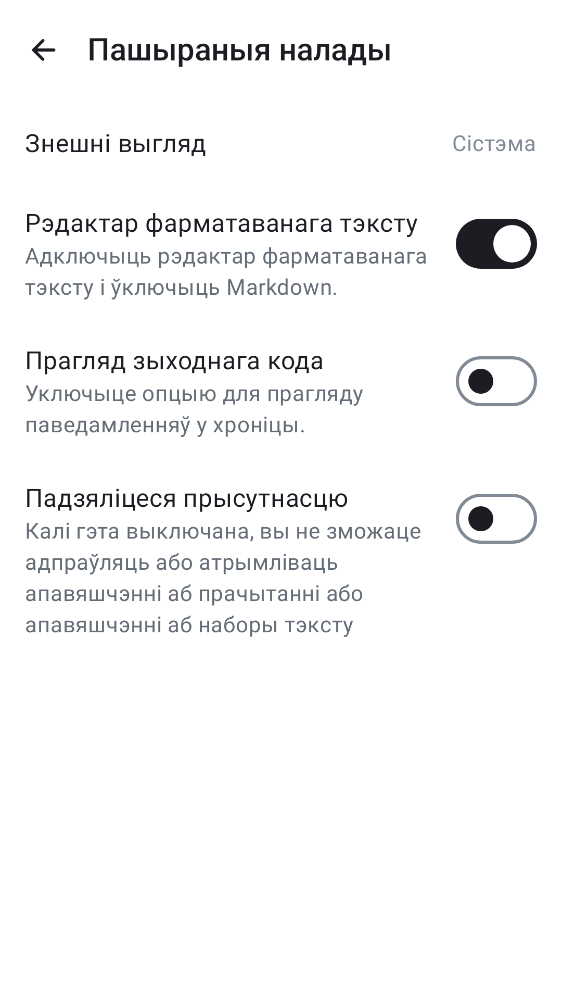 Пашыраныя налады
Знешні выгляд
Сістэма
Рэдактар фарматаванага тэксту
Адключыць рэдактар фарматаванага
тэксту і ўключыць Markdown.
Прагляд зыходнага кода
Уключыце опцыю для прагляду
паведамленняў у хроніцы.
Падзяліцеся прысутнасцю
Калі гэта выключана, вы не зможаце
адпраўляць або атрымліваць
апавяшчэнні аб прачытанні або
апавяшчэнні аб наборы тэксту